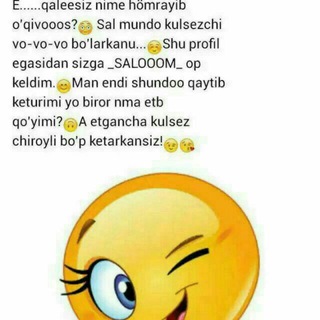 E......qaleesiz nime hömrayib
o'qivooos?😄 Sal mundo kulsezchi
vo-vo-vo bo'larkanu...☺️Shu profil
egasidan sizga _SALOOOM_ op
keldim.😊Man endi shundoo qaytib
keturimi yo biror nma etb
qo'yimi?🙃A etgancha kulsez
chiroyli bo'p ketarkansiz!😉😘